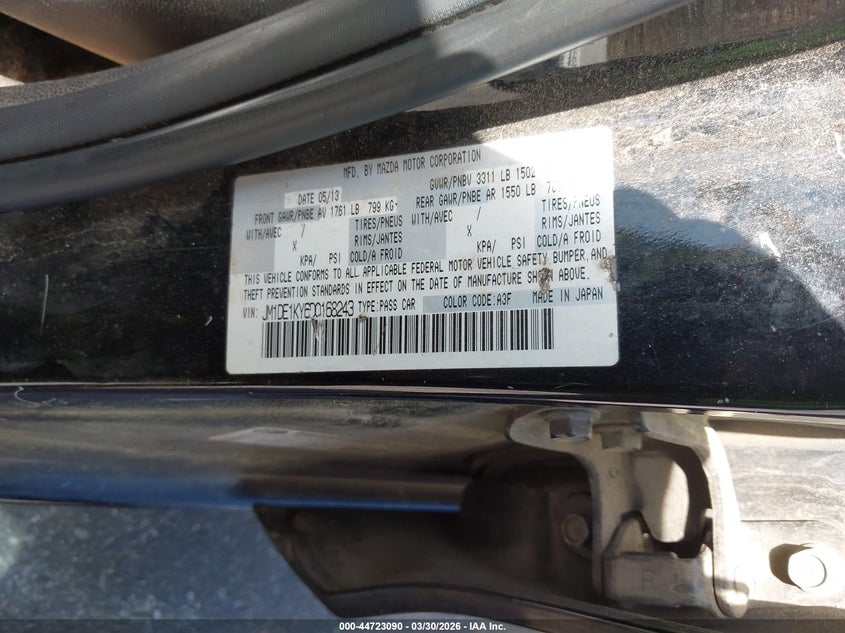 MFD. BY MAZDA MOTOR CORPORATION
DATE 05/13 GVWR/PNBV 3311 LB 1502
FRONT GAWR/PNBE AV 1761 LB 799 KG* REAR GAWR/PNBE AR 1550 LB
WITH/AVEC / TIRES/PNEUS WITH/AVEC / TIRES/PNEUS
X RIMS/JANTES X RIMS/JANTES
KPA/ PSI COLD/A FROID KPA/ PSI COLD/A FROID
THIS VEHICLE CONFORMS TO ALL APPLICABLE FEDERAL MOTOR VEHICLE SAFETY, BUMPER, AND
THEFT PREVENTION STANDARDS IN EFFECT ON THE DATE OF MANUFACTURE SHOWN ABOVE.
VIN: JM1DE1KY6D0168243 TYPE:PASS CAR COLOR CODE:A3F MADE IN JAPAN
000-44723090 - 03/30/2026 - IAA Inc.